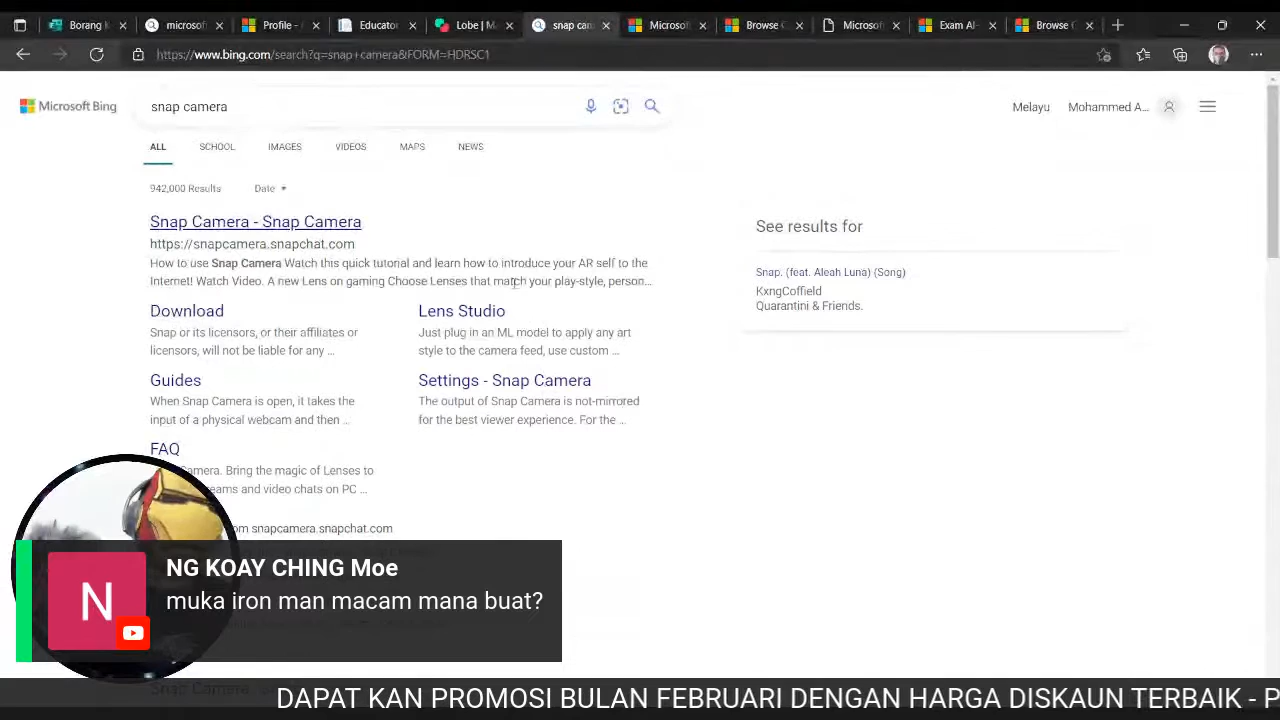 Borang M
microsof
Profile - A
Educator
Lobe | M
snap cam
Microsof
Browse C
Microsof
Exam AI-
Browse C
https://www.bing.com/search?q=snap+camera&FORM=HDRSC1
Microsoft Bing
snap camera
Melayu
Mohammed A...
ALL
SCHOOL
IMAGES
VIDEOS
MAPS
NEWS
942,000 Results
Date
Snap Camera - Snap Camera
https://snapcamera.snapchat.com
How to use Snap Camera Watch this quick tutorial and learn how to introduce your AR self to the
Internet! Watch Video. A new Lens on gaming Choose Lenses that match your play-style, person...
Download
Snap or its licensors, or their affiliates or
licensors, will not be liable for any ...
Lens Studio
Just plug in an ML model to apply any art
style to the camera feed, use custom ...
Guides
When Snap Camera is open, it takes the
input of a physical webcam and then ...
Settings - Snap Camera
The output of Snap Camera is not-mirrored
for the best viewer experience. For the ...
FAQ
Camera. Bring the magic of Lenses to
reams and video chats on PC ...
om snapcamera.snapchat.com
See results for
Snap. (feat. Aleah Luna) (Song)
KxngCoffield
Quarantini & Friends.
N
NG KOAY CHING Moe
muka iron man macam mana buat?
Snap Camera
DAPAT KAN PROMOSI BULAN FEBRUARI DENGAN HARGA DISKAUN TERBAIK - P